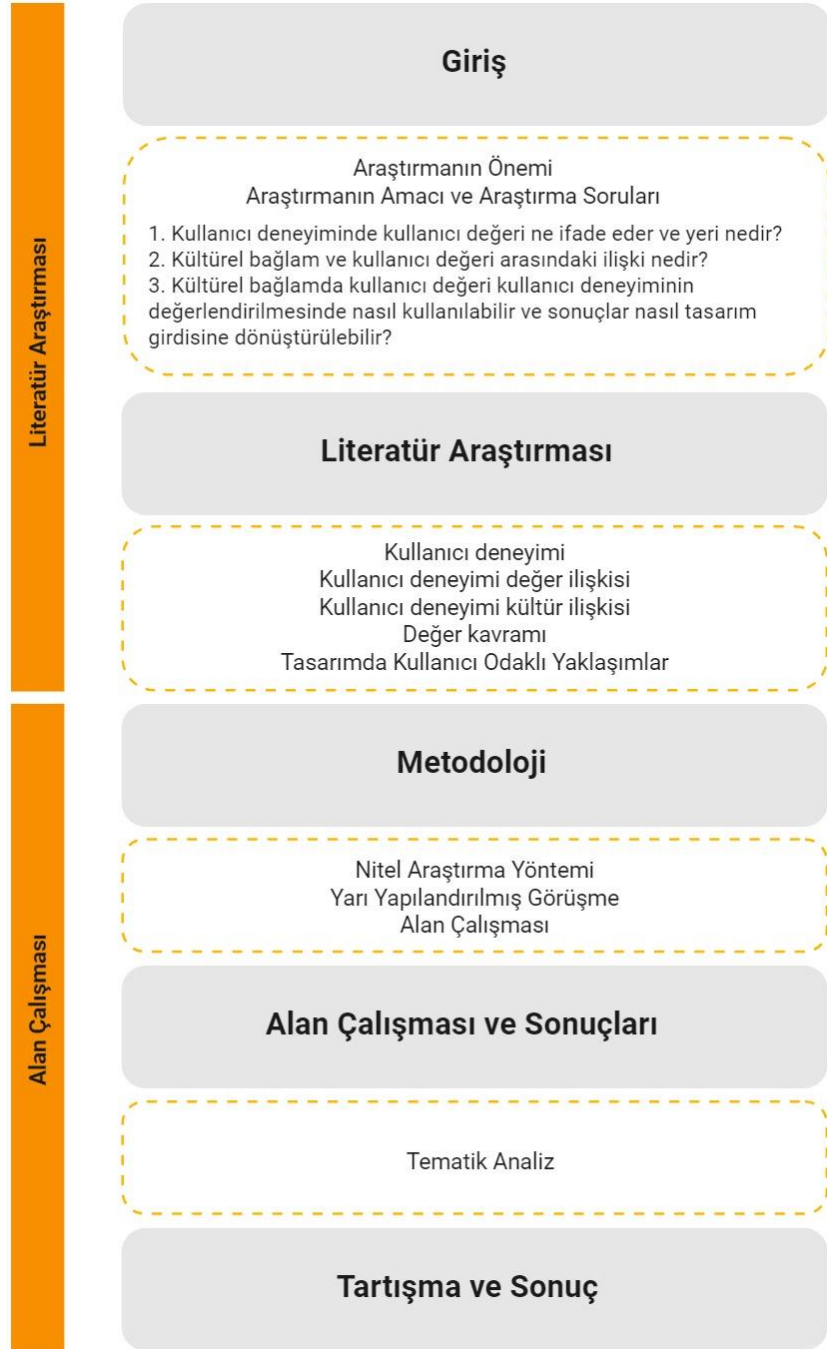 Literatür Araştırması
Giriş
Araştırmanın Önemi
Araştırmanın Amacı ve Araştırma Soruları
1. Kullanıcı deneyiminde kullanıcı değeri ne ifade eder ve yeri nedir?
2. Kültürel bağlam ve kullanıcı değeri arasındaki ilişki nedir?
3. Kültürel bağlamda kullanıcı değeri kullanıcı deneyiminin
değerlendirilmesinde nasıl kullanılabilir ve sonuçlar nasıl tasarım
girdisine dönüştürülebilir?
Literatür Araştırması
Kullanıcı deneyimi
Kullanıcı deneyimi değer ilişkisi
Kullanıcı deneyimi kültür ilişkisi
Değer kavramı
Tasarımda Kullanıcı Odaklı Yaklaşımlar
Alan Çalışması
Metodoloji
Nitel Araştırma Yöntemi
Yarı Yapılandırılmış Görüşme
Alan Çalışması
Alan Çalışması ve Sonuçları
Tematik Analiz
Tartışma ve Sonuç